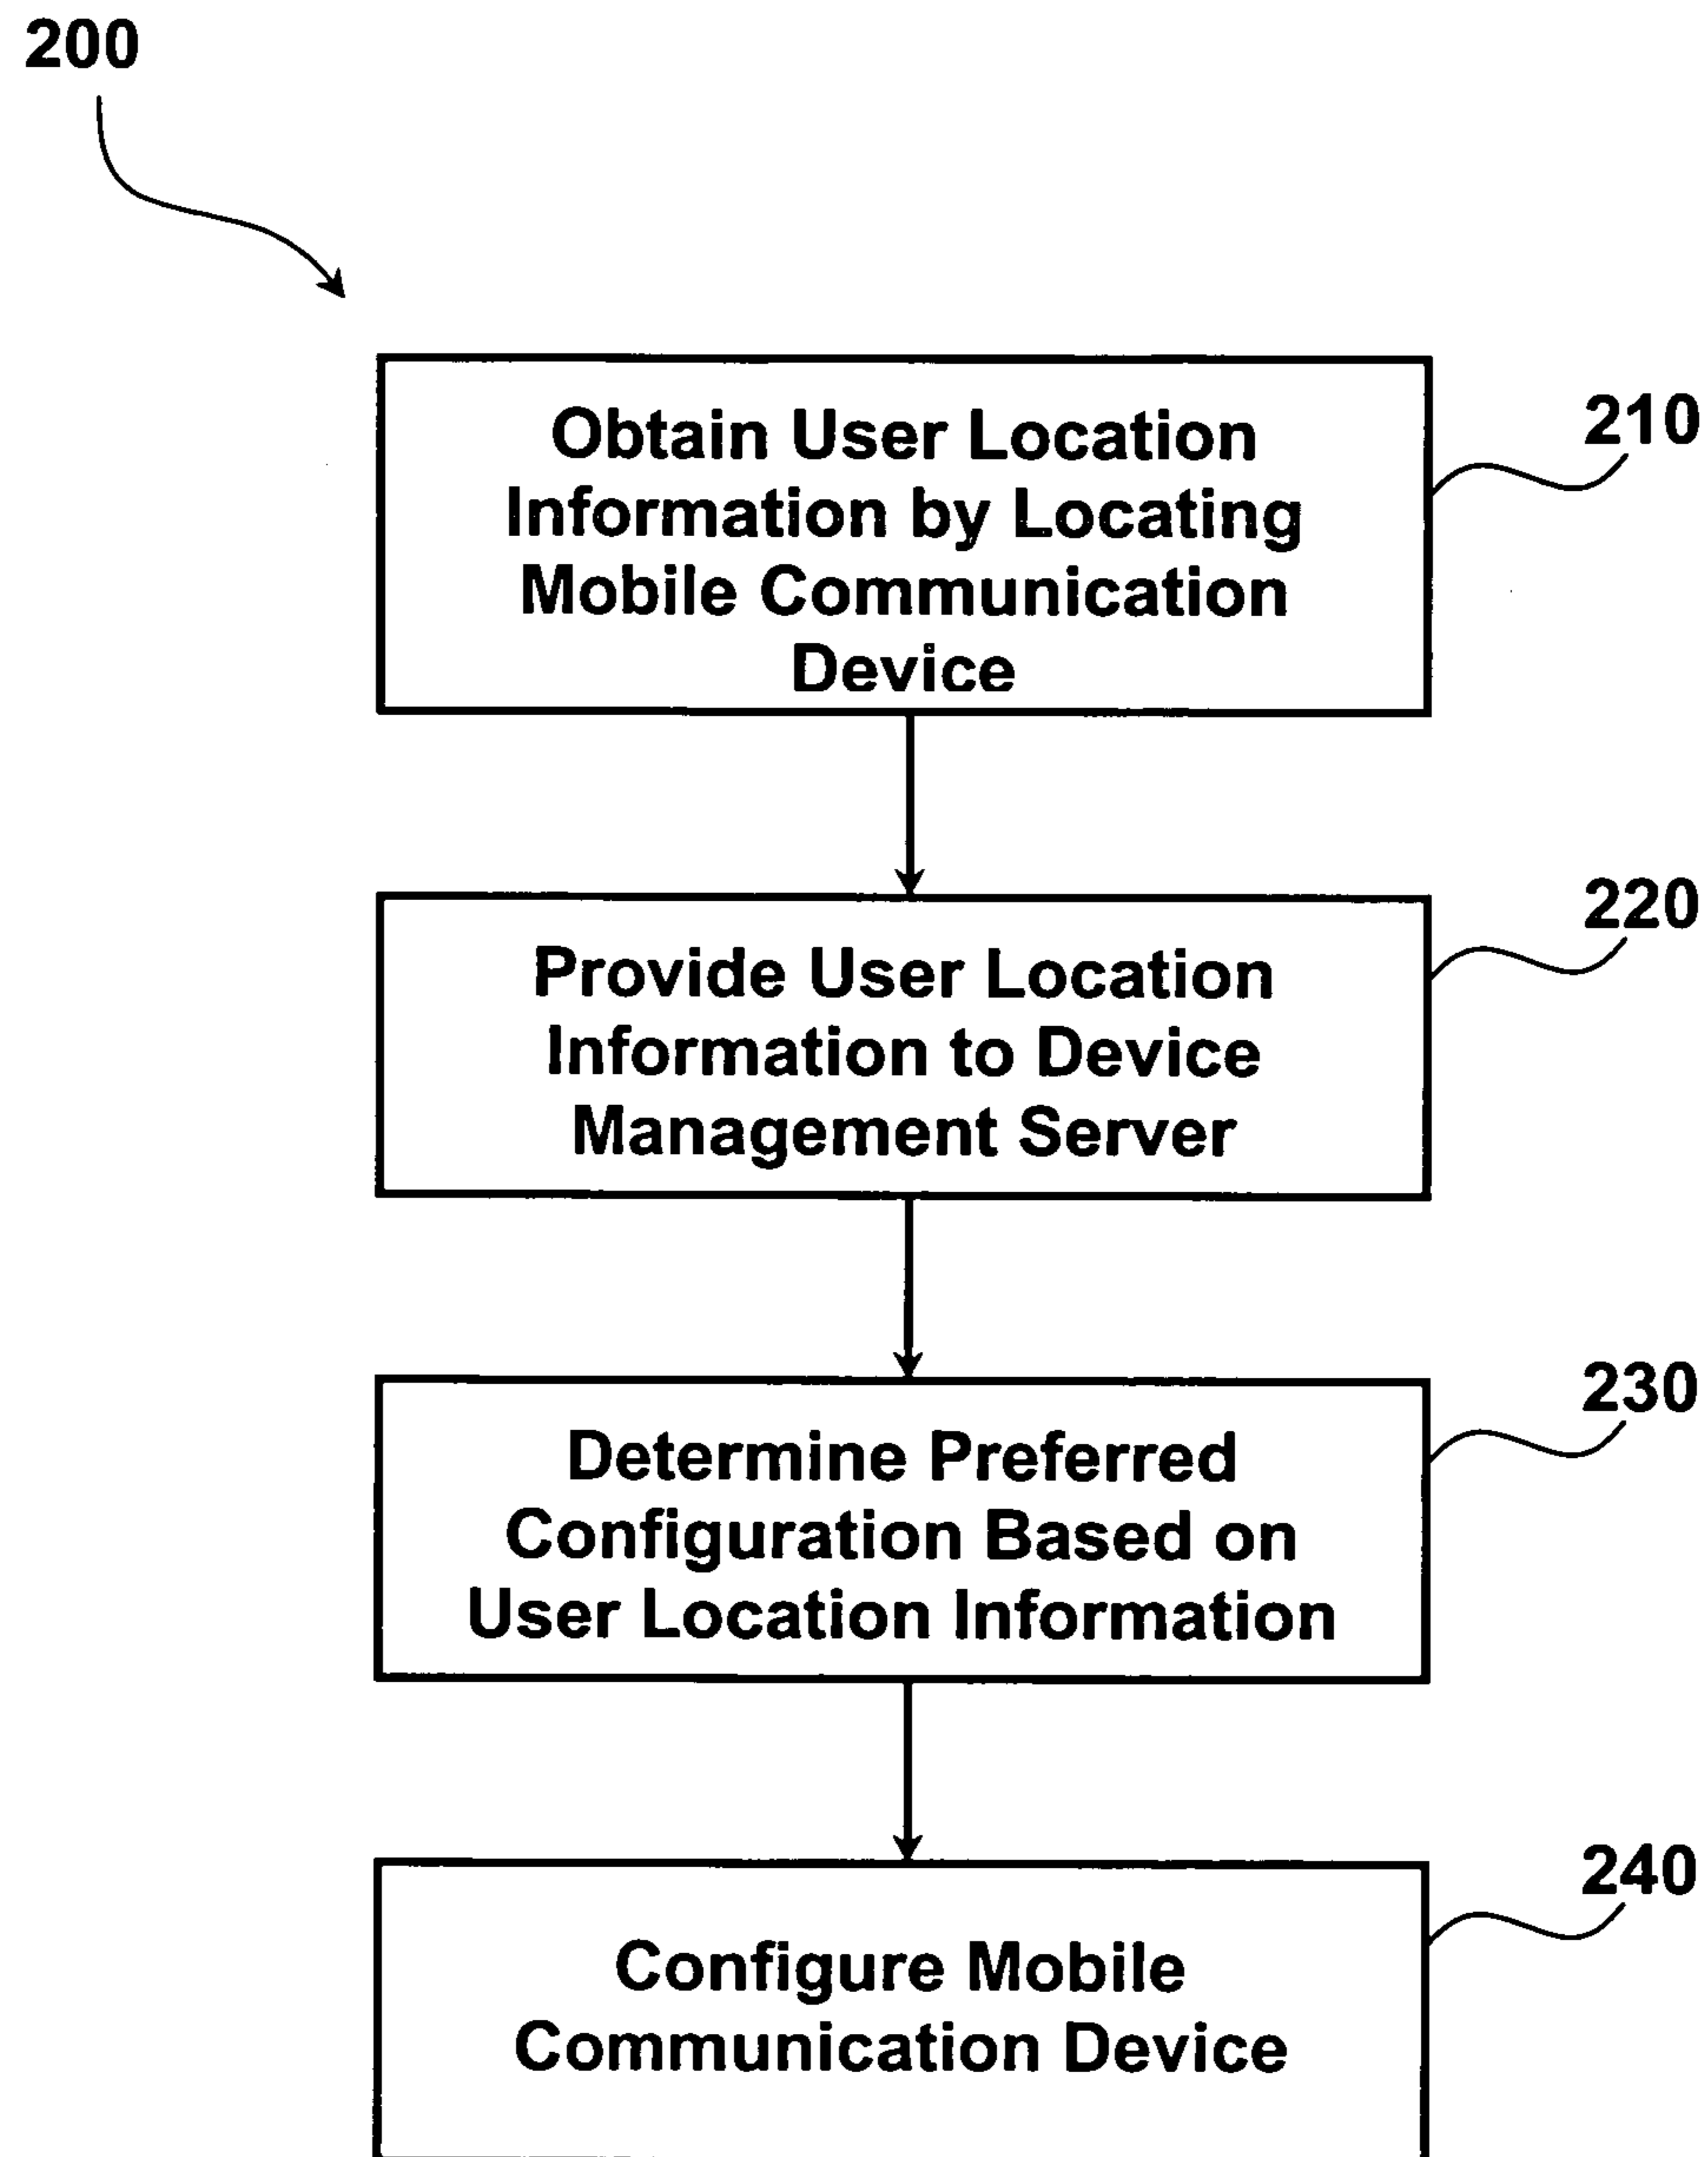 200
Obtain User Location
Information by Locating
Mobile Communication
Device
210
Provide User Location
Information to Device
Management Server
220
Determine Preferred
Configuration Based on
User Location Information
230
Configure Mobile
Communication Device
240